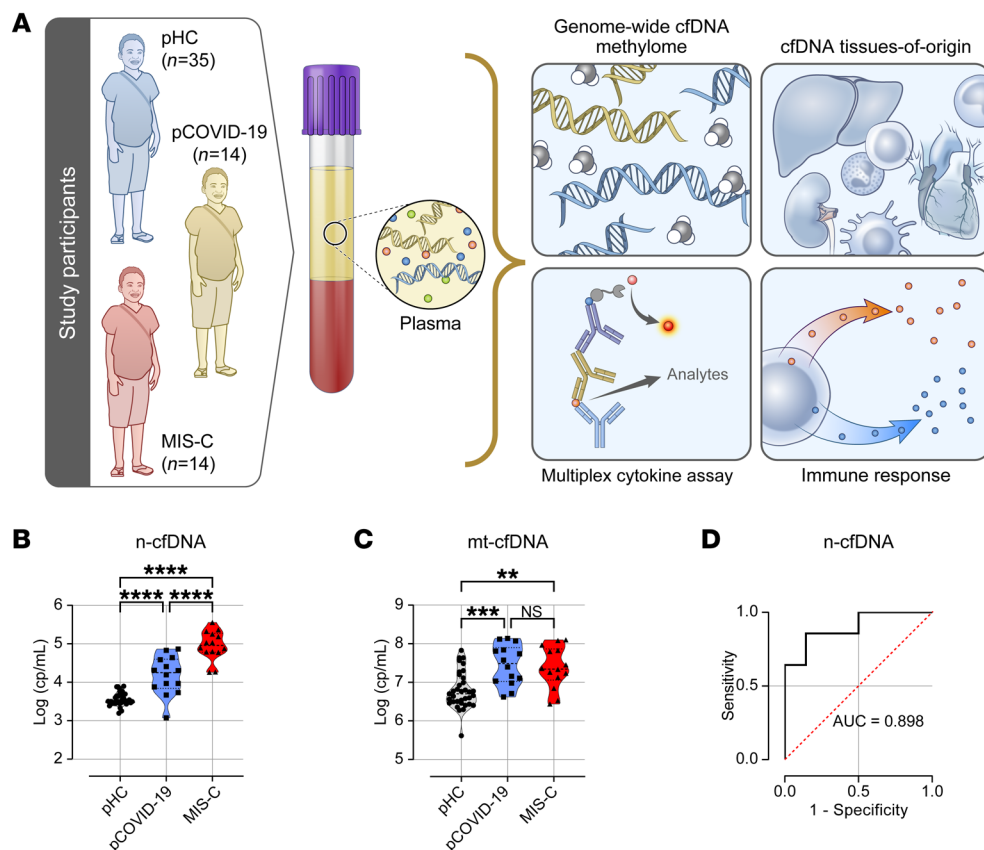 A
Study participants
pHC
(n=35)
pCOVID-19
(n=14)
MIS-C
(n=14)
Plasma
Genome-wide cfDNA
methylome
cfDNA tissues-of-origin
Analytes
Multiplex cytokine assay
Immune response
B
n-cfDNA
****
**** ****
Log (cp/mL)
6
5
4
3
2
pHC
pCOVID-19
MIS-C
C
mt-cfDNA
**
*** NS
Log (cp/mL)
9
8
7
6
5
pHC
pCOVID-19
MIS-C
D
n-cfDNA
Sensitivity
1.0
0.5
0.0
AUC = 0.898
0.0 0.5 1.0
1 - Specificity